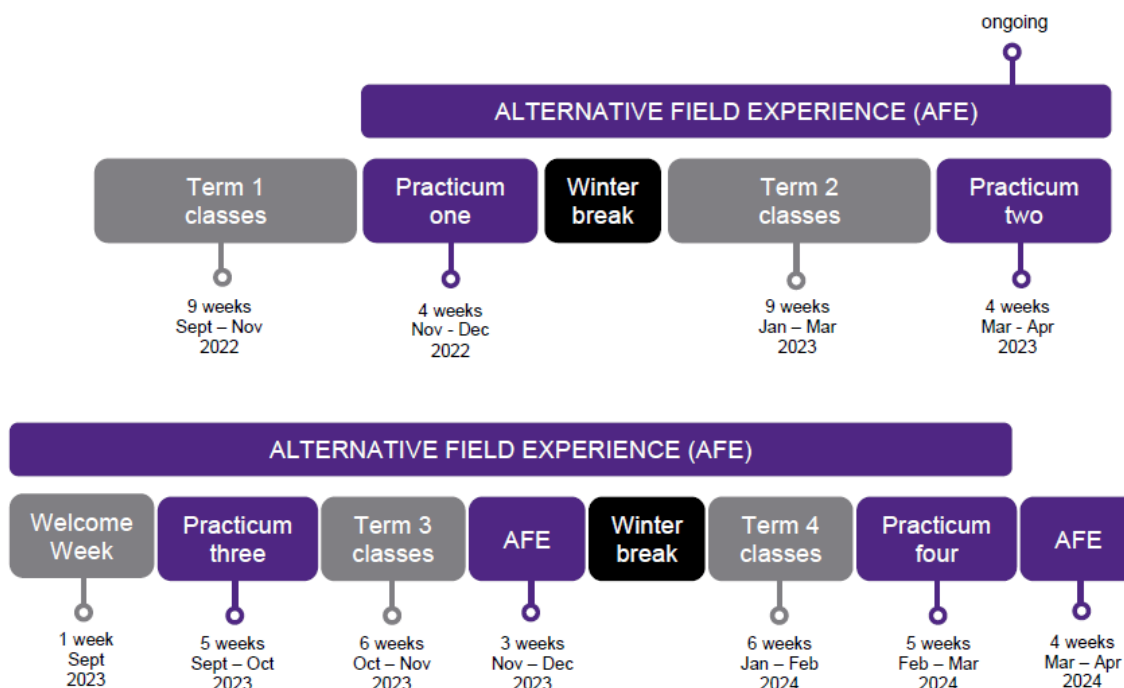 ongoing
ALTERNATIVE FIELD EXPERIENCE (AFE)
Term 1
classes
Practicum
one
Winter
break
Term 2
classes
Practicum
two
9 weeks
Sept – Nov
2022
4 weeks
Nov - Dec
2022
9 weeks
Jan – Mar
2023
4 weeks
Mar - Apr
2023
ALTERNATIVE FIELD EXPERIENCE (AFE)
Welcome
Week
Practicum
three
Term 3
classes
AFE
Winter
break
Term 4
classes
Practicum
four
AFE
1 week
Sept
2023
5 weeks
Sept – Oct
2023
6 weeks
Oct – Nov
2023
3 weeks
Nov – Dec
2023
6 weeks
Jan – Feb
2024
5 weeks
Feb – Mar
2024
4 weeks
Mar – Apr
2024